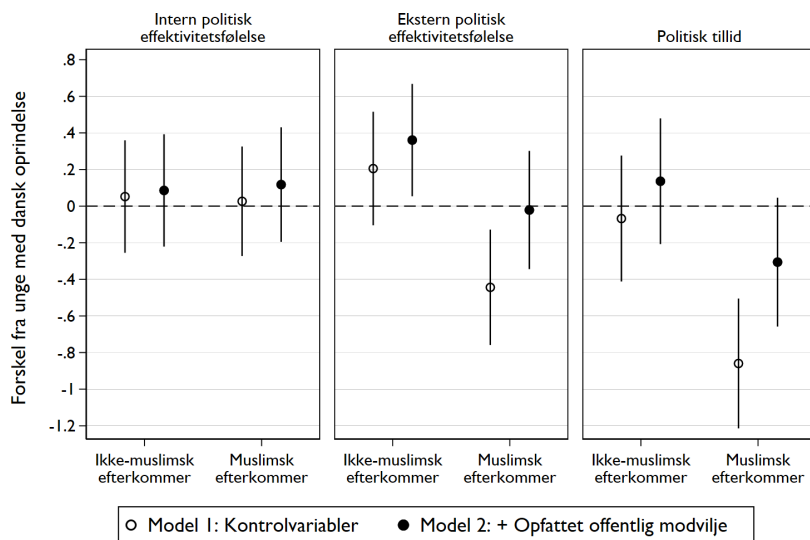 Intern politisk
effektivitetsfølelse
Ekstern politisk
effektivitetsfølelse
Politisk tillid
Forskel fra unge med dansk oprindelse
.8
.6
.4
.2
0
-.2
-.4
-.6
-.8
-1
-1.2
Ikke-muslimsk
efterkommer
Muslimsk
efterkommer
Ikke-muslimsk
efterkommer
Muslimsk
efterkommer
Ikke-muslimsk
efterkommer
Muslimsk
efterkommer
Model 1: Kontrolvariabler
Model 2: + Opfattet offentlig modvilje